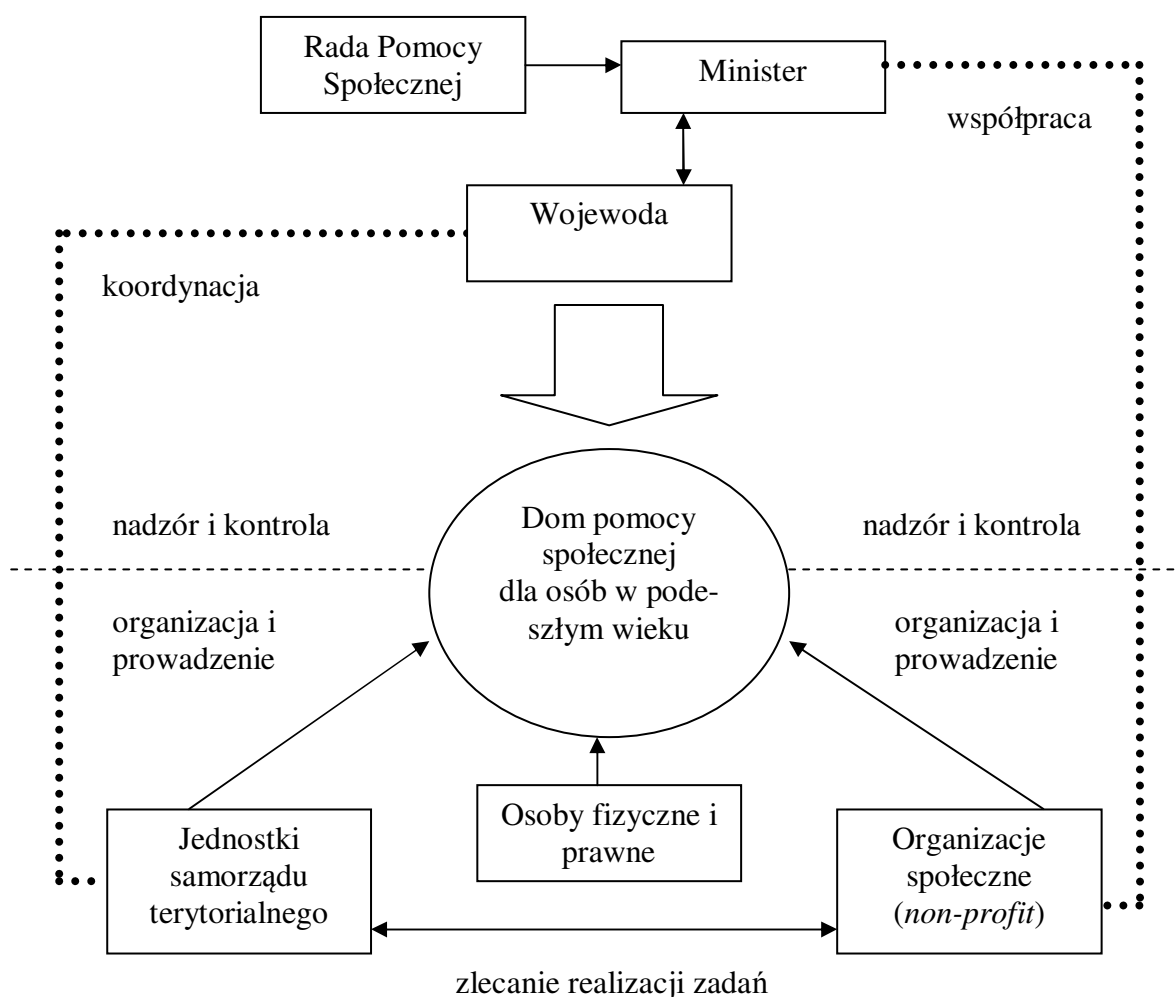 Rada Pomocy
Społecznej
Minister
współpraca
Wojewoda
koordynacja
nadzór i kontrola
Dom pomocy
społecznej
dla osób w pode-
szłym wieku
nadzór i kontrola
organizacja i
prowadzenie
organizacja i
prowadzenie
Jednostki
samorządu
terytorialnego
Osoby fizyczne i
prawne
Organizacje
społeczne
(non-profit)
zlecanie realizacji zadań